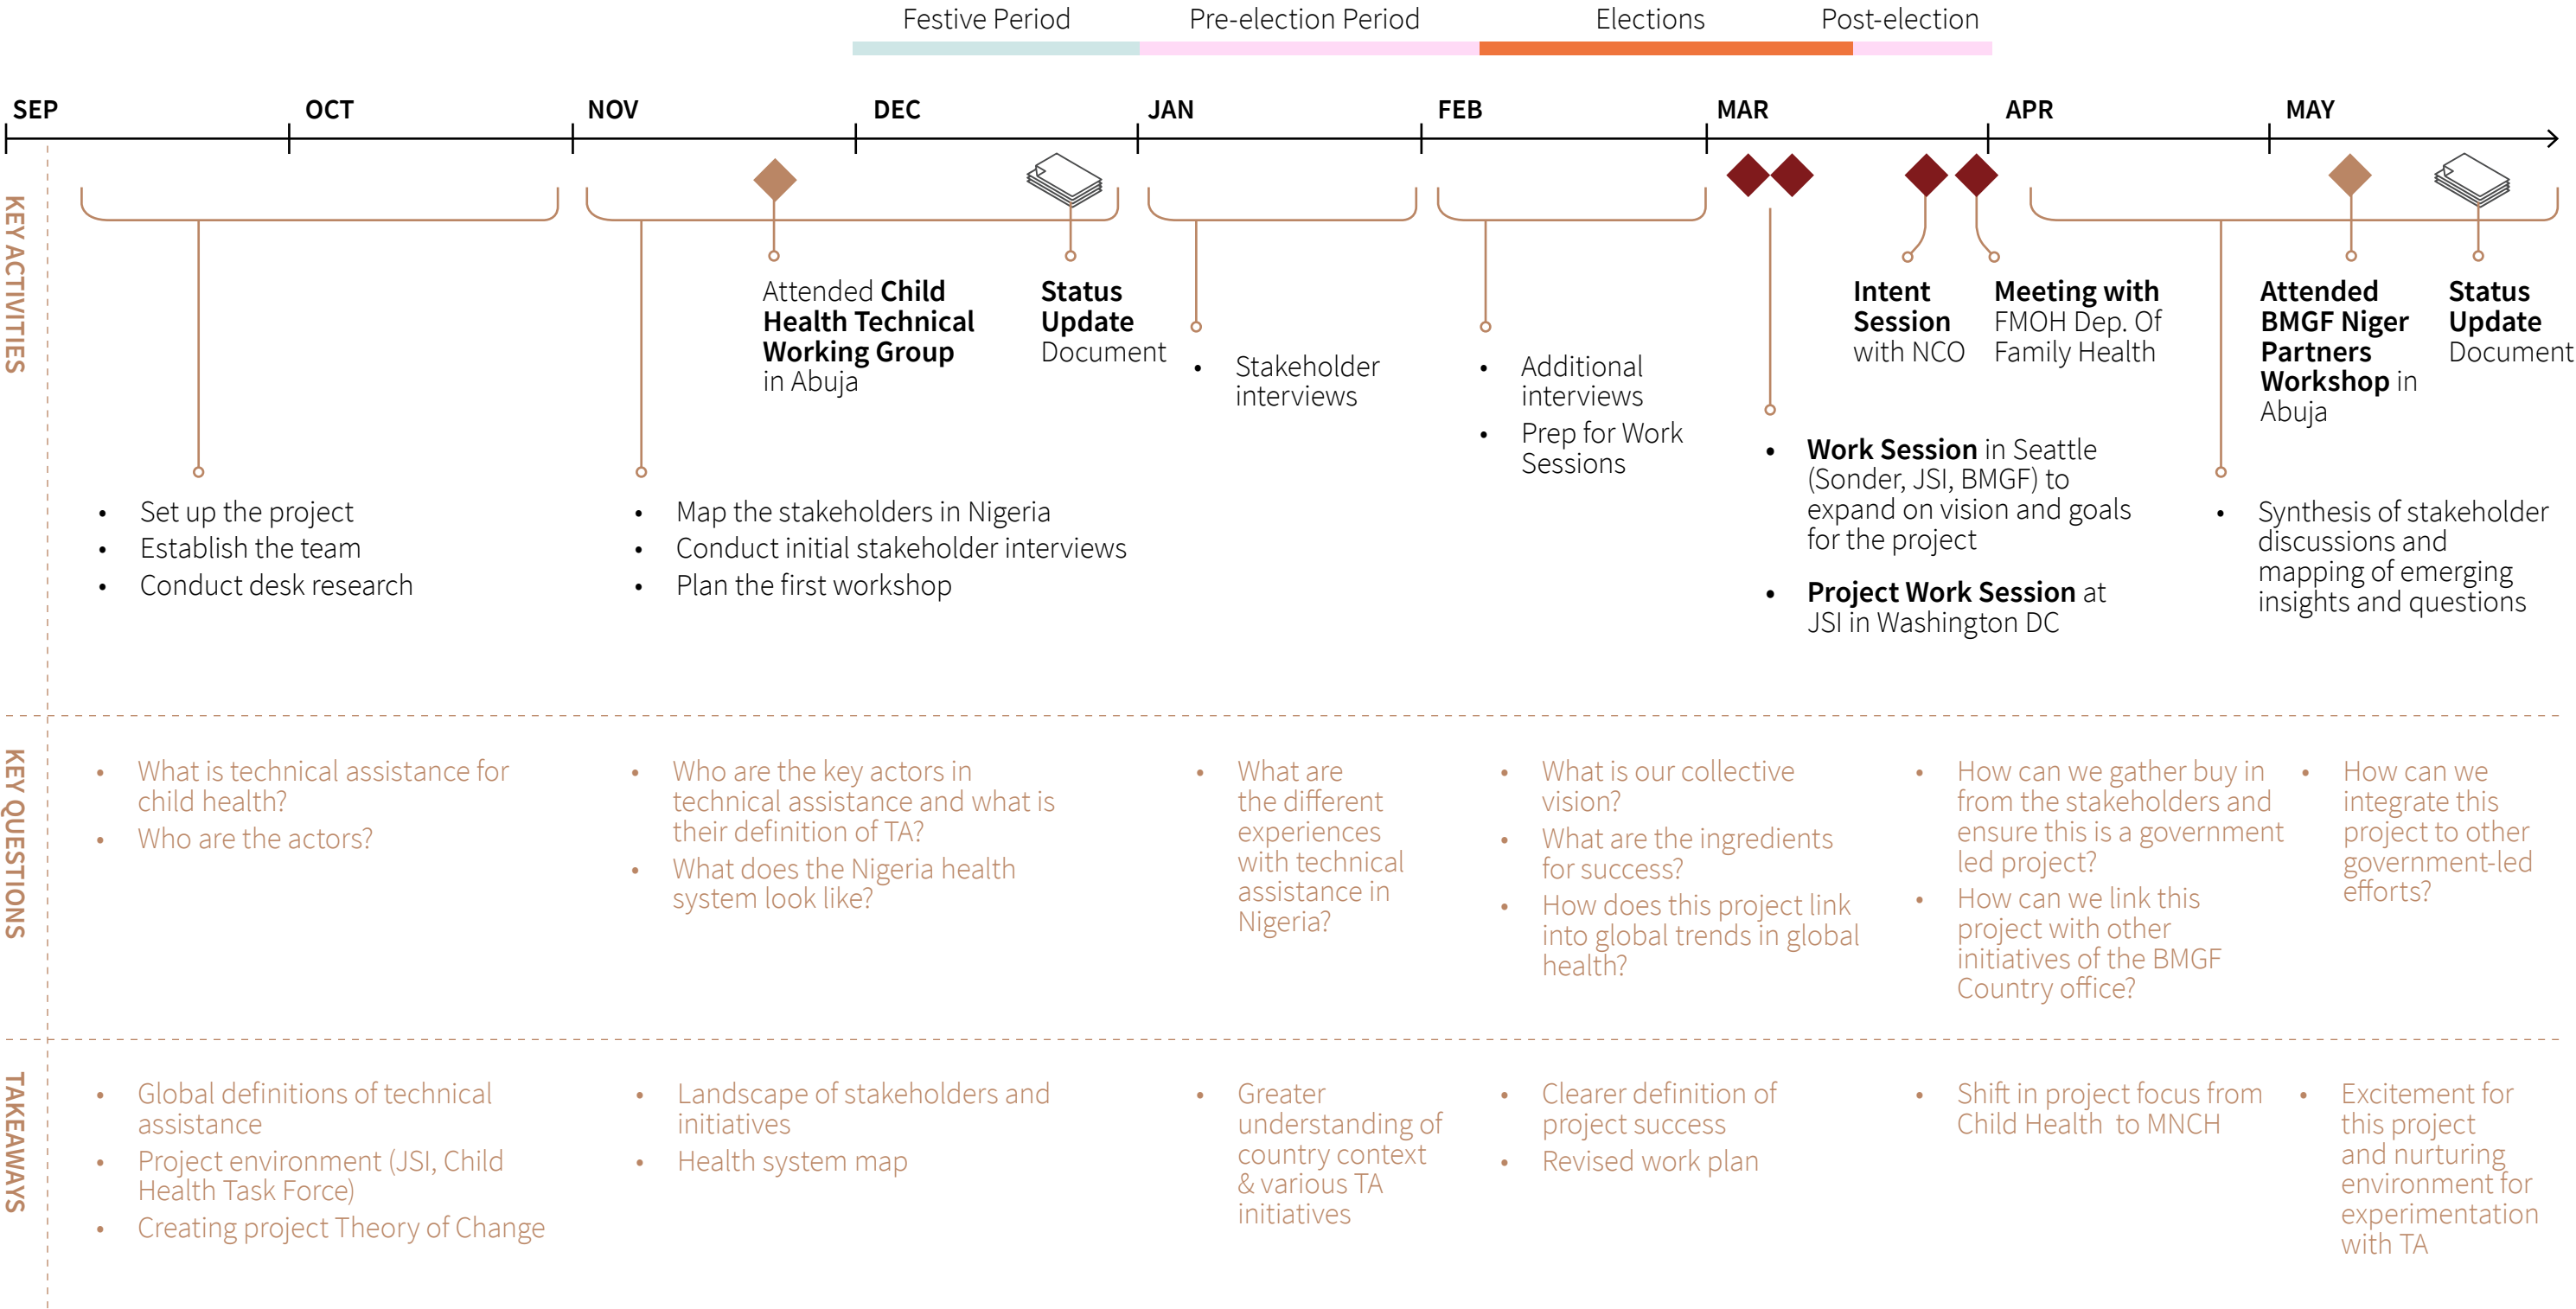 Festive Period
Pre-election Period
Elections
Post-election
SEP
OCT
NOV
DEC
JAN
FEB
MAR
APR
MAY
KEY ACTIVITIES
• Set up the project
• Establish the team
• Conduct desk research
• Map the stakeholders in Nigeria
• Conduct initial stakeholder interviews
• Plan the first workshop
Attended Child
Health Technical
Working Group
in Abuja
Status
Update
Document
• Stakeholder
interviews
• Additional
interviews
• Prep for Work
Sessions
• Work Session in Seattle
(Sonder, JSI, BMGF) to
expand on vision and goals
for the project
• Project Work Session at
JSI in Washington DC
Intent
Session
with NCO
Meeting with
FMOH Dep. Of
Family Health
• Synthesis of stakeholder
discussions and
mapping of emerging
insights and questions
Attended
BMGF Niger
Partners
Workshop in
Abuja
Status
Update
Document
KEY QUESTIONS
• What is technical assistance for
child health?
• Who are the actors?
• Who are the key actors in
technical assistance and what is
their definition of TA?
• What does the Nigeria health
system look like?
• What are
the different
experiences
with technical
assistance in
Nigeria?
• What is our collective
vision?
• What are the ingredients
for success?
• How does this project link
into global trends in global
health?
• How can we gather buy in
from the stakeholders and
ensure this is a government
led project?
• How can we link this
project with other
initiatives of the BMGF
Country office?
• How can we
integrate this
project to other
government-led
efforts?
TAKEAWAYS
• Global definitions of technical
assistance
• Project environment (JSI, Child
Health Task Force)
• Creating project Theory of Change
• Landscape of stakeholders and
initiatives
• Health system map
• Greater
understanding of
country context
& various TA
initiatives
• Clearer definition of
project success
• Revised work plan
• Shift in project focus from
Child Health to MNCH
• Excitement for
this project
and nurturing
environment for
experimentation
with TA